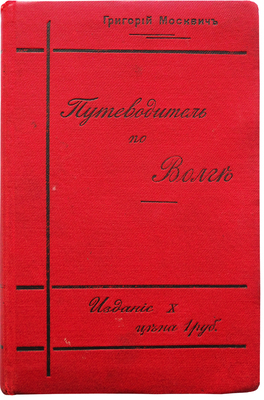 Григорій Москвичъ
Путеводитель
по
Волгѣ
Изданіе X
цѣна 1 руб.